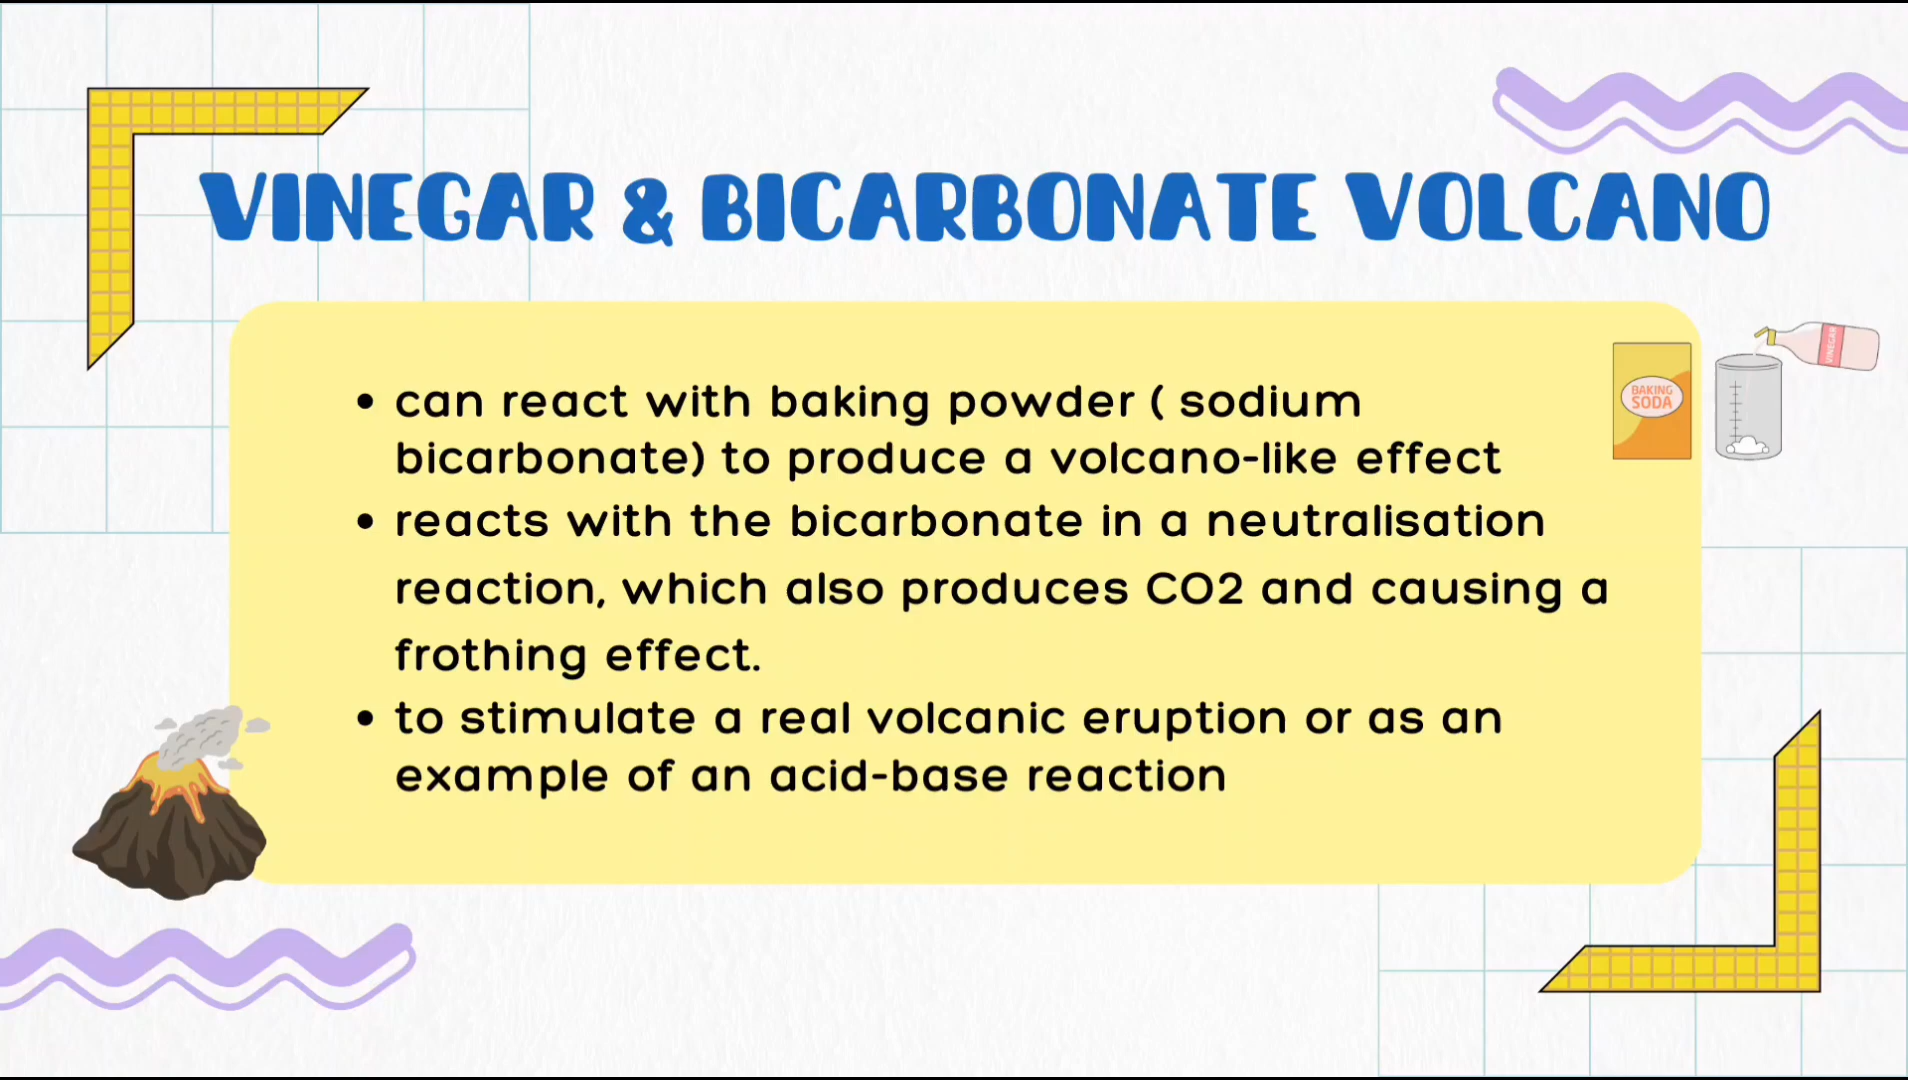 VINEGAR & BICARBONATE VOLCANO
• can react with baking powder ( sodium
bicarbonate) to produce a volcano-like effect
• reacts with the bicarbonate in a neutralisation
reaction, which also produces CO2 and causing a
frothing effect.
• to stimulate a real volcanic eruption or as an
example of an acid-base reaction
BAKING
SODA
VINEGAR